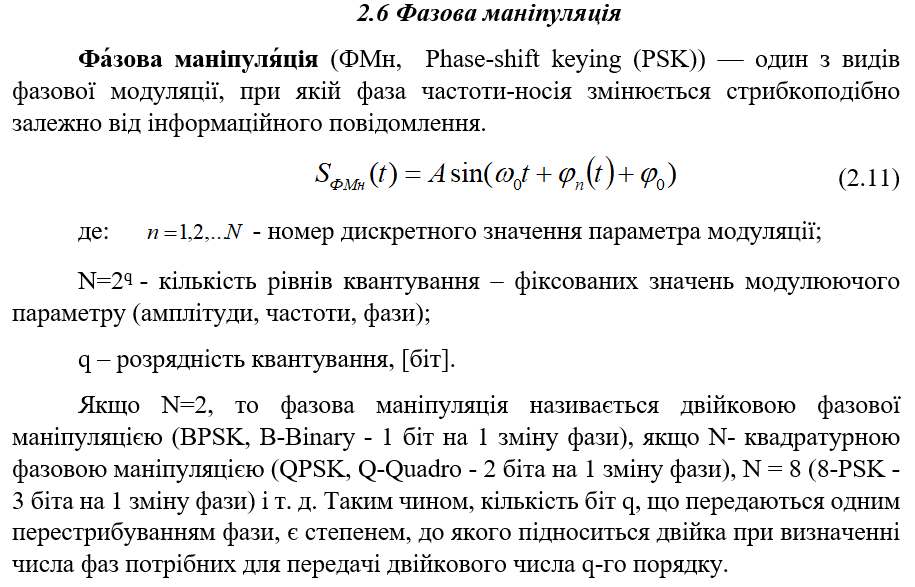 2.6 Фазова маніпуляція
Фа́зова маніпуля́ція (ФМн, Phase-shift keying (PSK)) — один з видів
фазової модуляції, при якій фаза частоти-носія змінюється стрибкоподібно
залежно від інформаційного повідомлення.
S_ФМн(t) = A sin(ω₀t + φₙ(t) + φ₀) (2.11)
де: n = 1,2,...N - номер дискретного значення параметра модуляції;
N=2^q - кількість рівнів квантування – фіксованих значень модулюючого
параметру (амплітуди, частоти, фази);
q – розрядність квантування, [біт].
Якщо N=2, то фазова маніпуляція називається двійковою фазової
маніпуляцією (BPSK, B-Binary - 1 біт на 1 зміну фази), якщо N- квадратурною
фазовою маніпуляцією (QPSK, Q-Quadro - 2 біта на 1 зміну фази), N = 8 (8-PSK -
3 біта на 1 зміну фази) і т. д. Таким чином, кількість біт q, що передаються одним
перестрибуванням фази, є степенем, до якого підноситься двійка при визначенні
числа фаз потрібних для передачі двійкового числа q-го порядку.